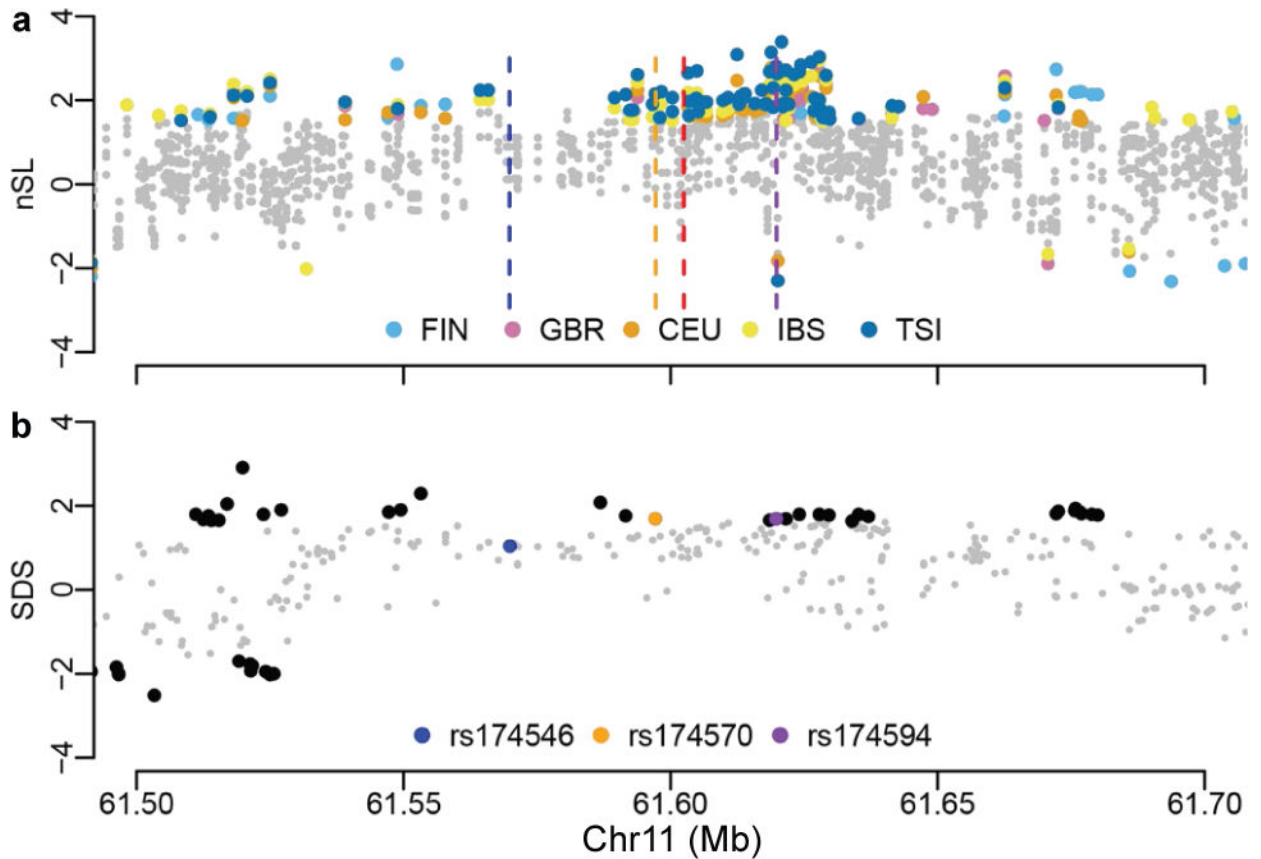 a
4
2
0
−2
−4
nSL
FIN GBR CEU IBS TSI
b
4
2
0
−2
−4
SDS
rs174546 rs174570 rs174594
61.50 61.55 61.60 61.65 61.70
Chr11 (Mb)